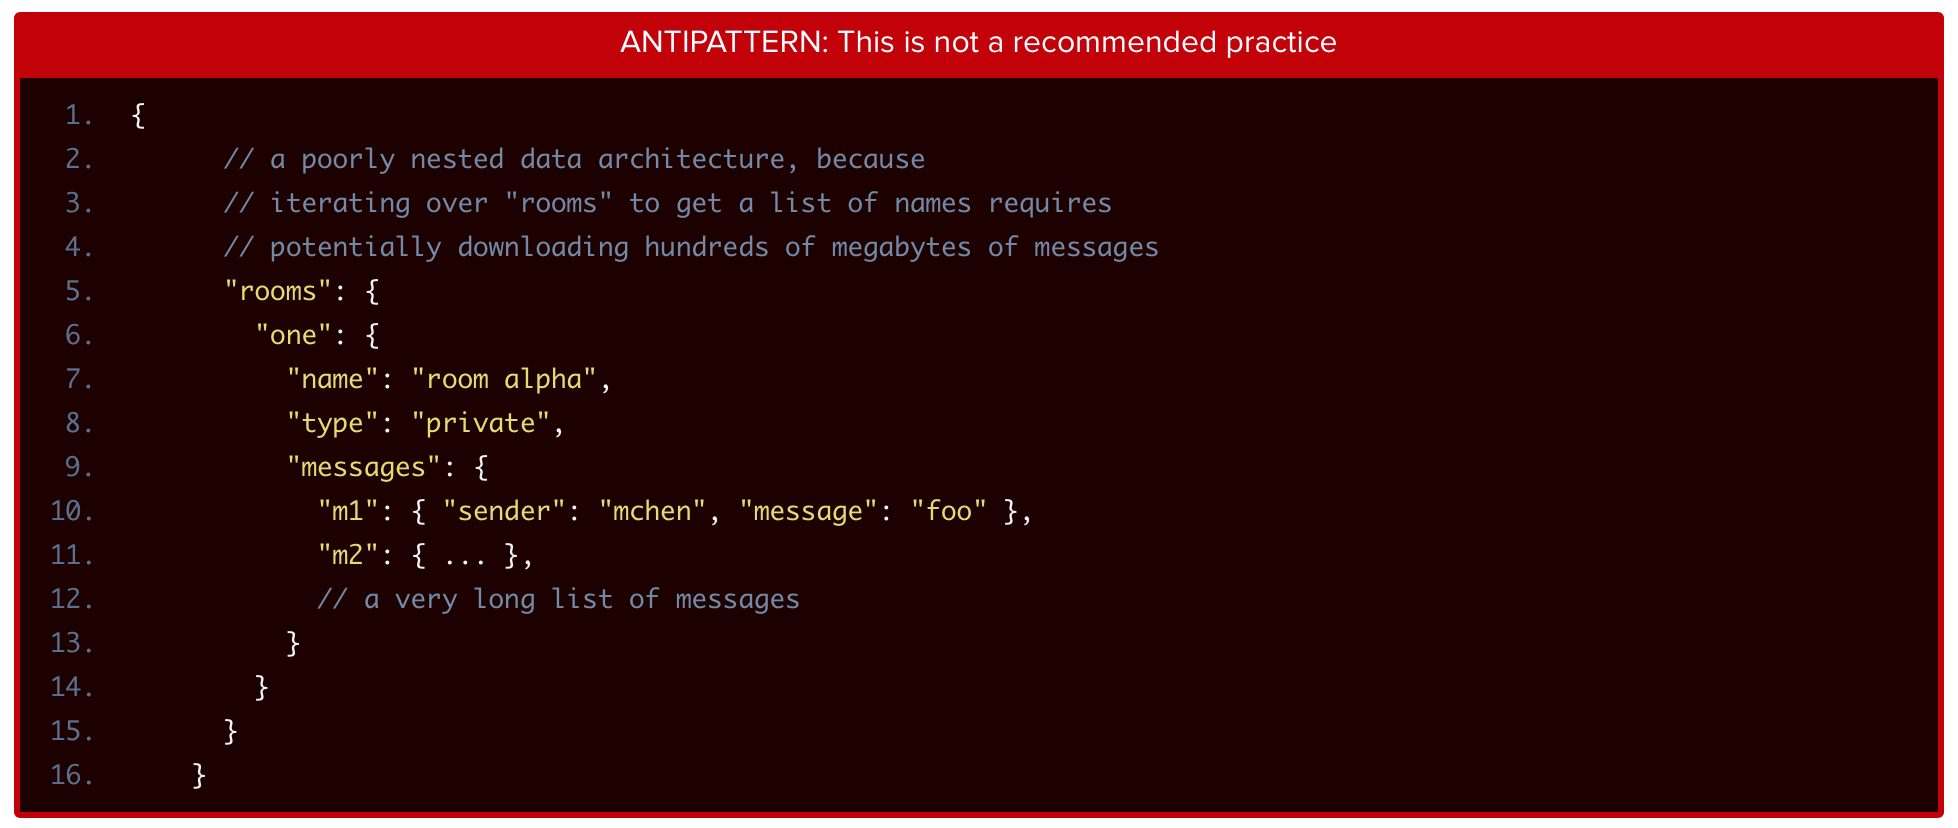 ANTIPATTERN: This is not a recommended practice
1. {
2. // a poorly nested data architecture, because
3. // iterating over "rooms" to get a list of names requires
4. // potentially downloading hundreds of megabytes of messages
5. "rooms": {
6. "one": {
7. "name": "room alpha",
8. "type": "private",
9. "messages": {
10. "m1": { "sender": "mchen", "message": "foo" },
11. "m2": { ... },
12. // a very long list of messages
13. }
14. }
15. }
16. }